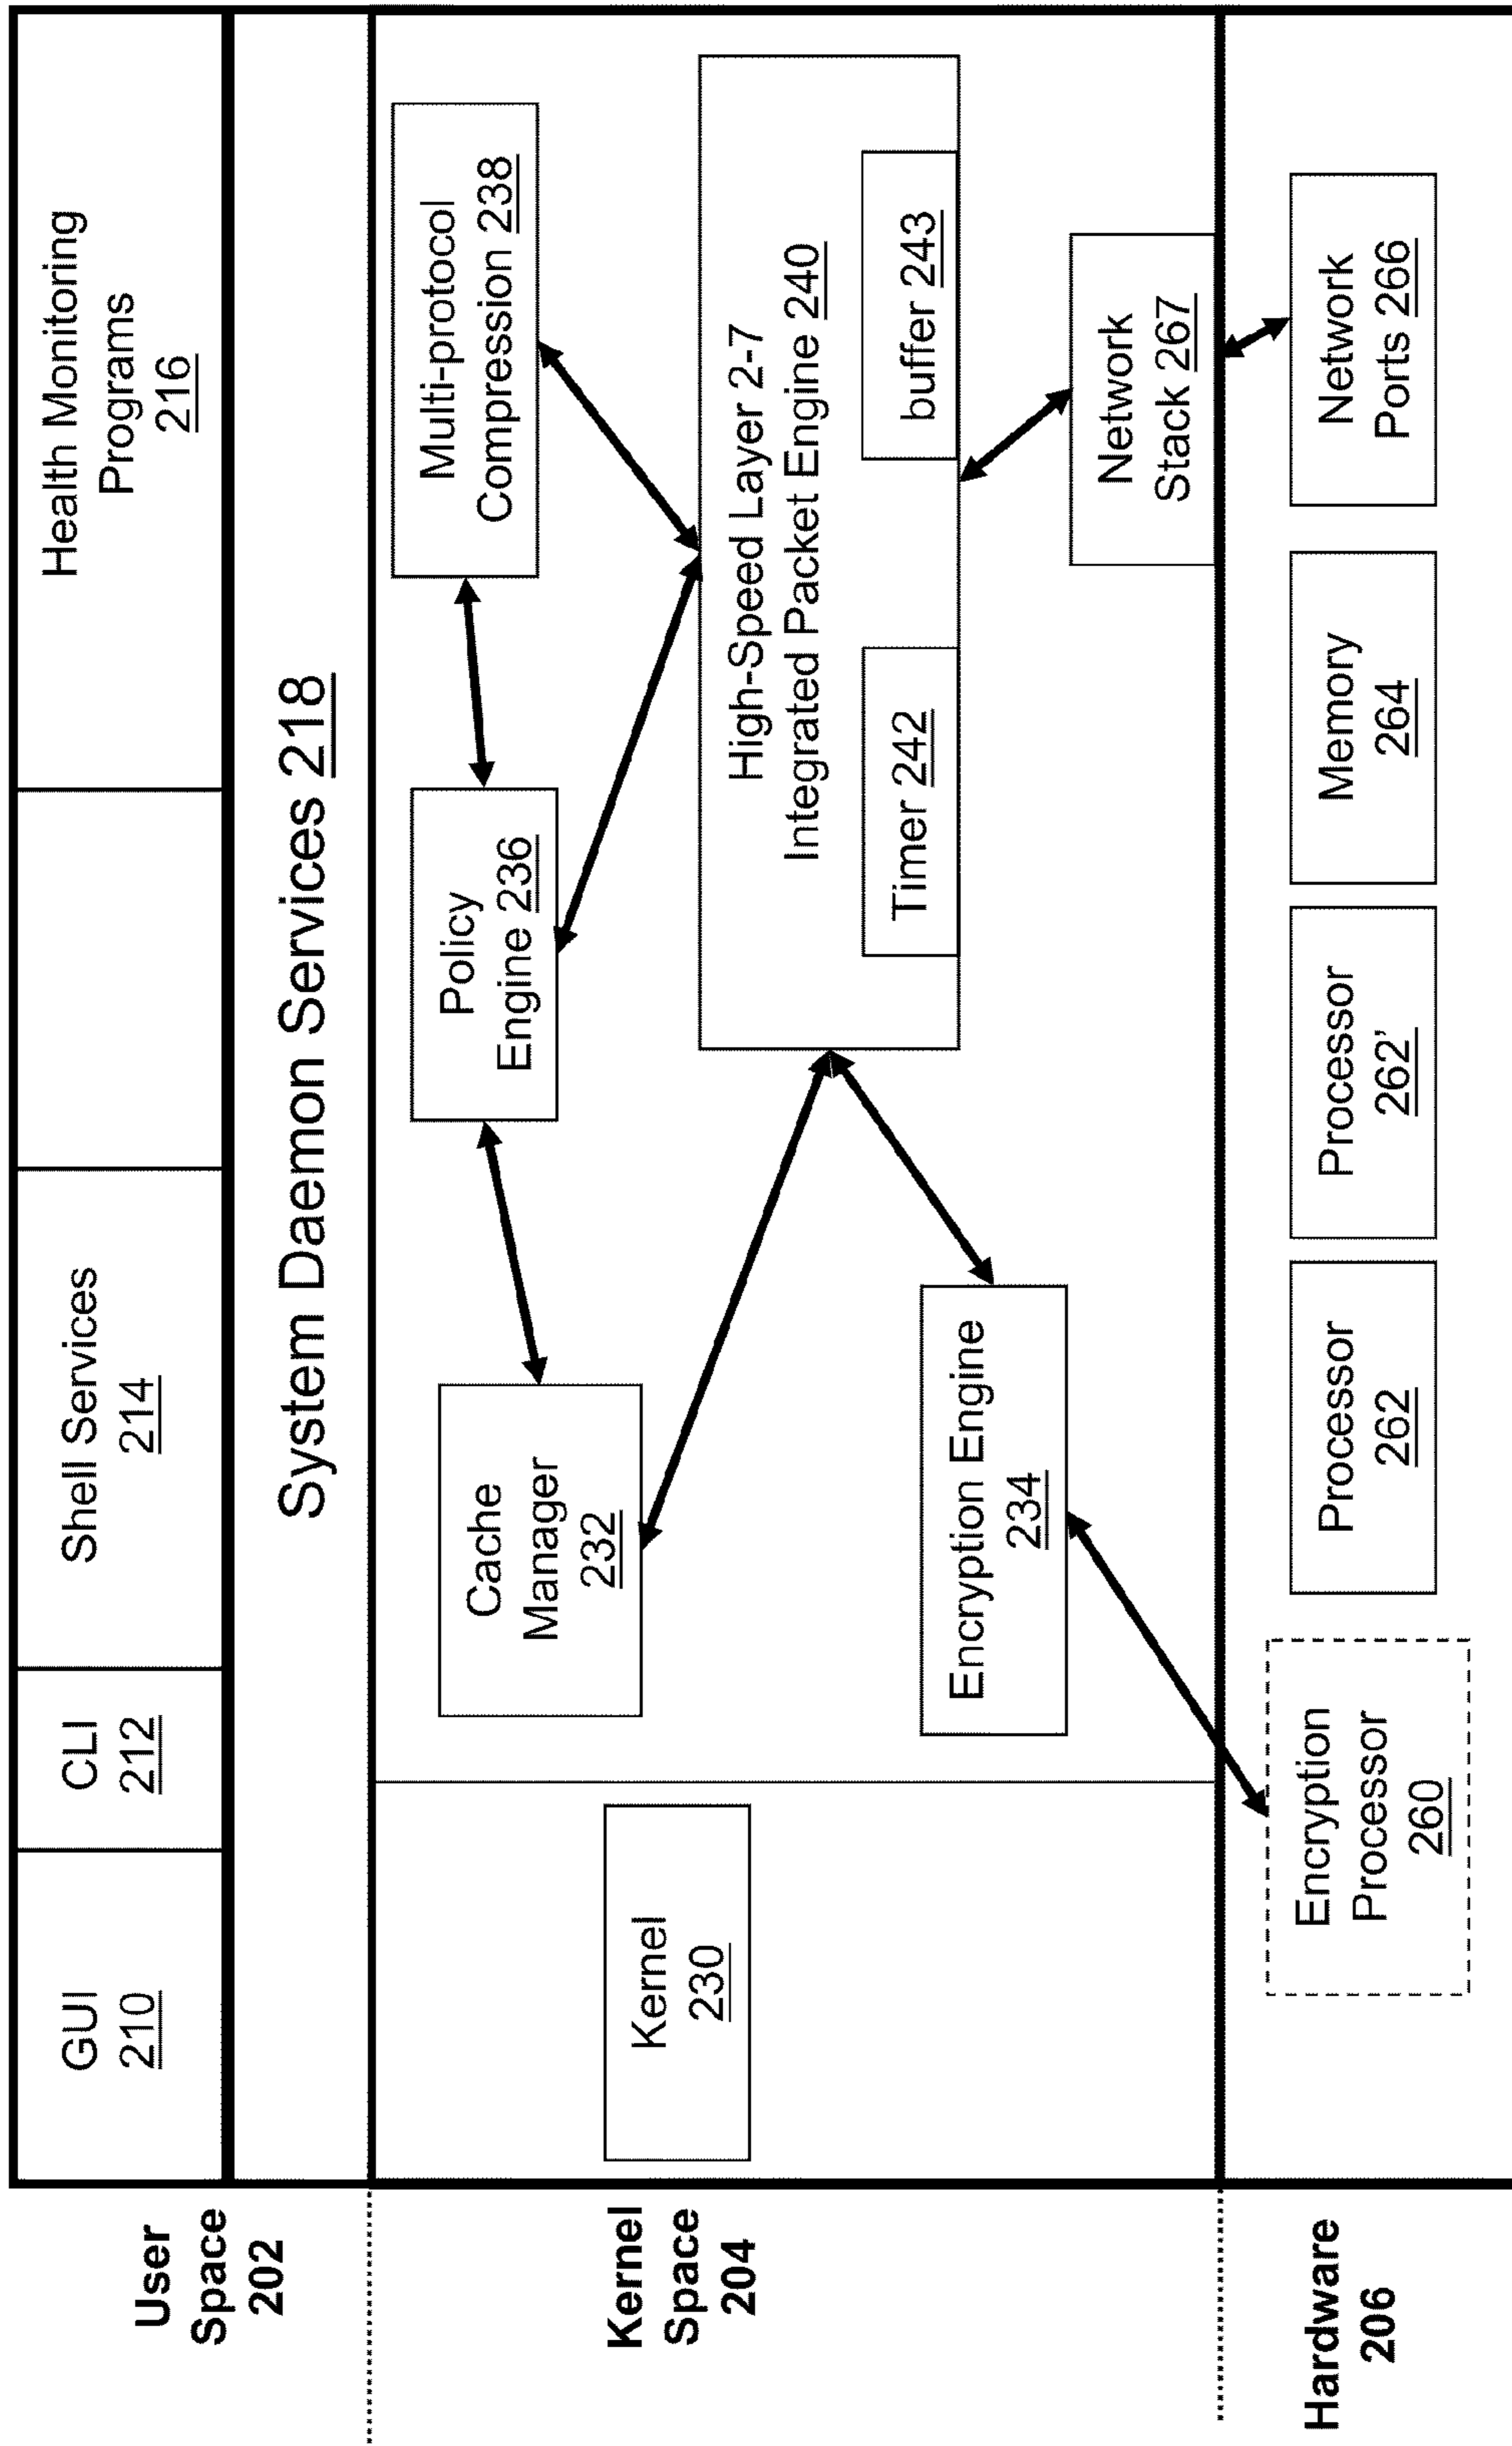 User
Space
202
GUI
210
CLI
212
Shell Services
214
Health Monitoring
Programs
216
System Daemon Services 218
Kernel
Space
204
Kernel
230
Cache
Manager
232
Policy
Engine 236
Multi-protocol
Compression 238
High-Speed Layer 2-7
Integrated Packet Engine 240
Timer 242
buffer 243
Encryption Engine
234
Network
Stack 267
Hardware
206
Encryption
Processor
260
Processor
262
Processor
262'
Memory
264
Network
Ports 266